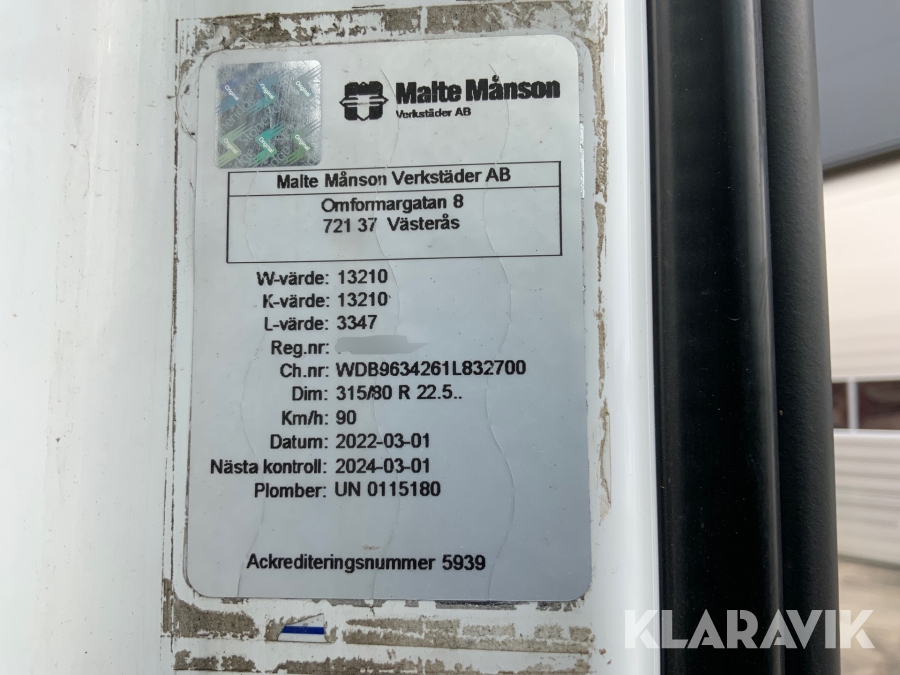 Malte Månson
Verkstäder AB
Malte Månson Verkstäder AB
Omformargatan 8
721 37 Västerås
W-värde: 13210
K-värde: 13210
L-värde: 3347
Reg.nr:
Ch.nr: WDB9634261L832700
Dim: 315/80 R 22.5..
Km/h: 90
Datum: 2022-03-01
Nästa kontroll: 2024-03-01
Plomber: UN 0115180
Ackrediteringsnummer 5939
KLARAVIK